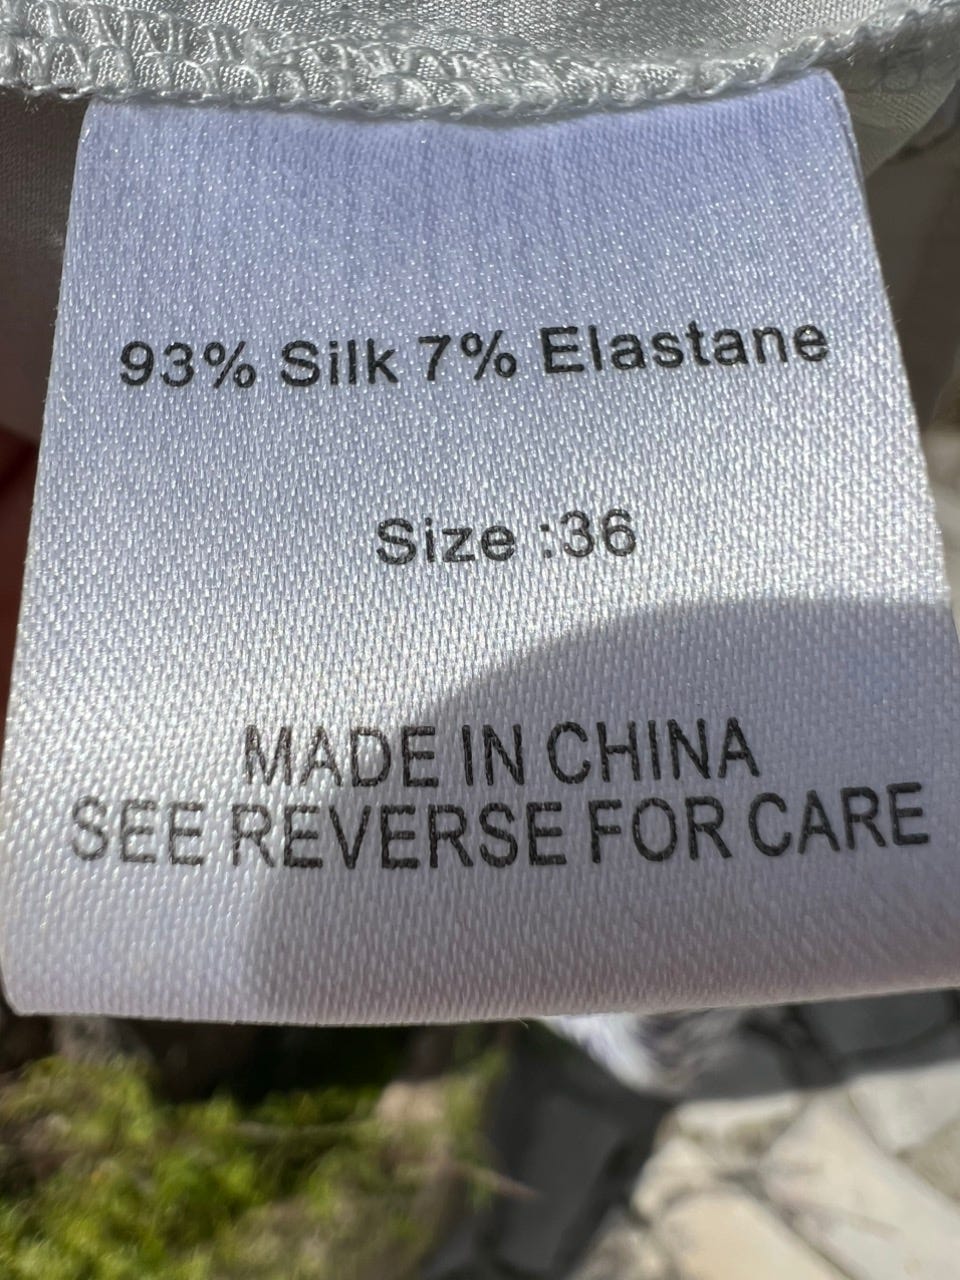 93% Silk 7% Elastane
Size :36
MADE IN CHINA
SEE REVERSE FOR CARE